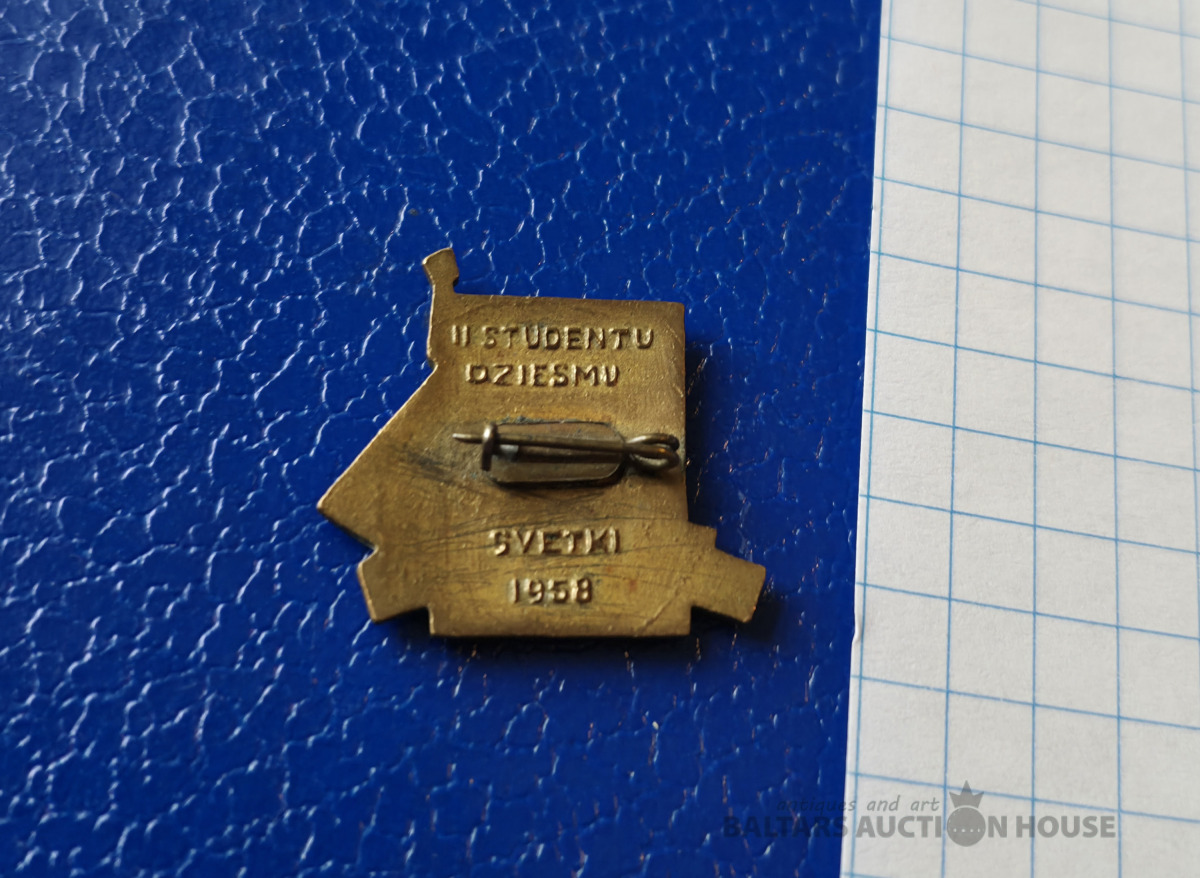 II STUDENTU
DZIESMU
SVETKI
1958
antiques and art
BALTARS AUCTION HOUSE